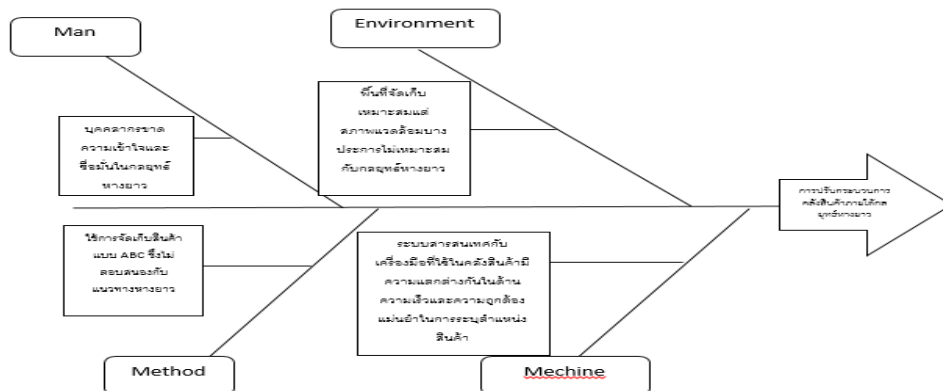 Man
Environment
บุคคลากรขาด
ความเข้าใจและ
ชื่อมั่นในกลยุทธ์
หางยาว
พื้นที่จัดเก็บ
เหมาะสมแต่
สภาพแวดล้อมบาง
ประการไม่เหมาะสม
กับกลยุทธ์หางยาว
การปรับกระบวนการ
คลังสินค้าภายใต้กล
ยุทธ์หางยาว
ใช้การจัดเก็บสินค้า
แบบ ABC ซึ่งไม่
ตอบสนองกับ
แนวทางหางยาว
ระบบสารสนเทศกับ
เครื่องมือที่ใช้ในคลังสินค้ามี
ความแตกต่างกันในด้าน
ความเร็วและความถูกต้อง
แม่นยำในการระบุตำแหน่ง
สินค้า
Method
Mechine